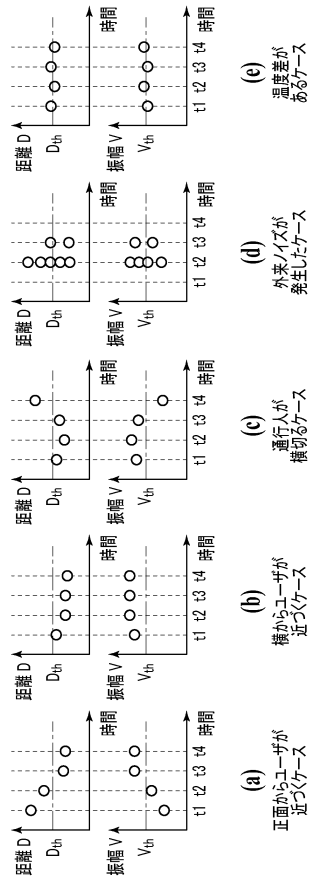 距離 D
Dth
時間
振幅 V
Vth
t1 t2 t3 t4 時間
(a)
正面からユーザが
近づくケース
距離 D
Dth
時間
振幅 V
Vth
t1 t2 t3 t4 時間
(b)
横からユーザが
近づくケース
距離 D
Dth
時間
振幅 V
Vth
t1 t2 t3 t4 時間
(c)
通行人が
横切るケース
距離 D
Dth
時間
振幅 V
Vth
t1 t2 t3 t4 時間
(d)
外来ノイズが
発生したケース
距離 D
Dth
時間
振幅 V
Vth
t1 t2 t3 t4 時間
(e)
温度差が
あるケース